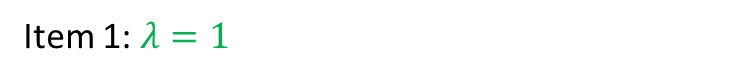 Item 1: 𝜆 = 1